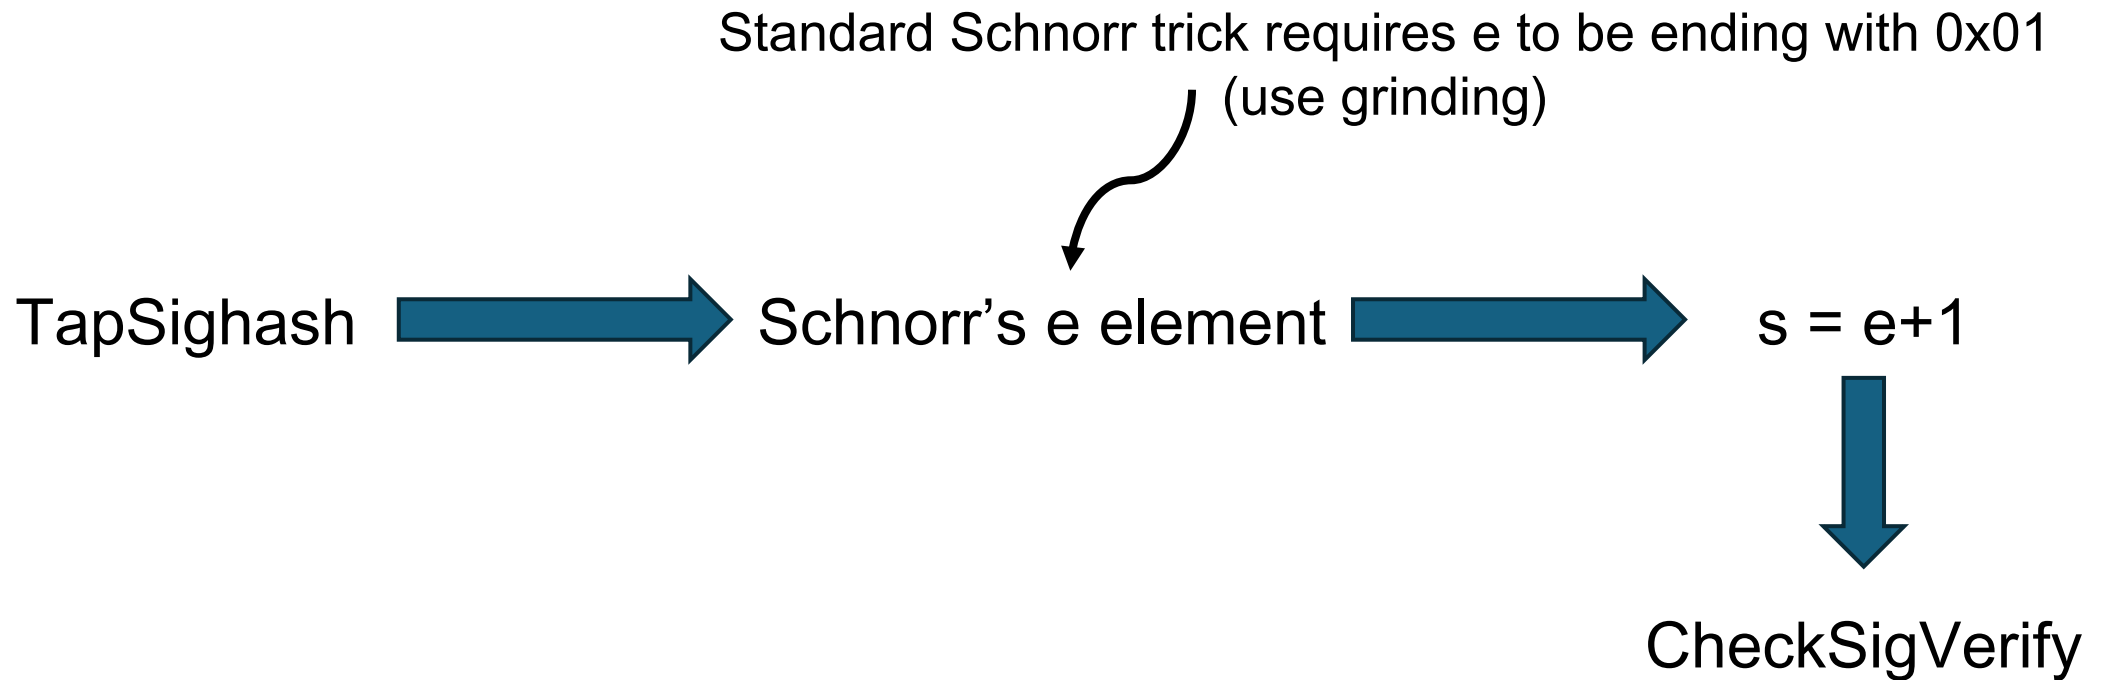 Standard Schnorr trick requires e to be ending with 0x01
(use grinding)
TapSighash
Schnorr’s e element
s = e+1
CheckSigVerify